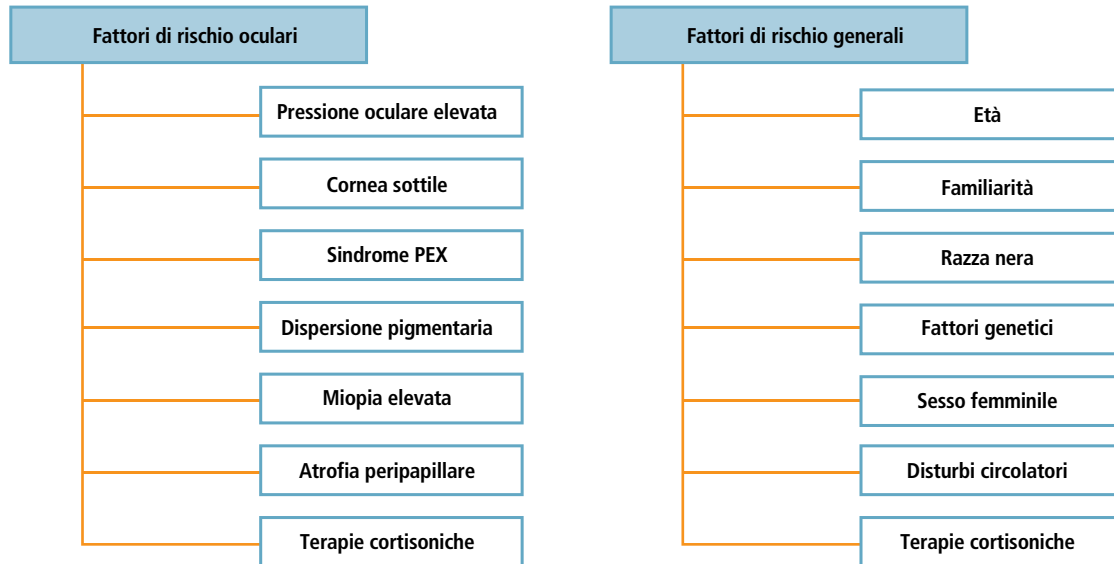 Fattori di rischio oculari
Pressione oculare elevata
Cornea sottile
Sindrome PEX
Dispersione pigmentaria
Miopia elevata
Atrofia peripapillare
Terapie cortisoniche
Fattori di rischio generali
Età
Familiarità
Razza nera
Fattori genetici
Sesso femminile
Disturbi circolatori
Terapie cortisoniche